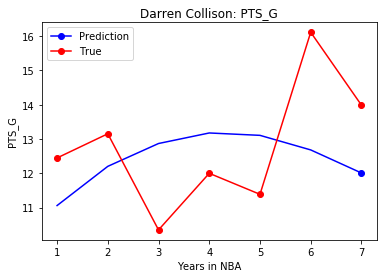 Darren Collison: PTS_G
Prediction
True
PTS_G
16
15
14
13
12
11
1 2 3 4 5 6 7
Years in NBA